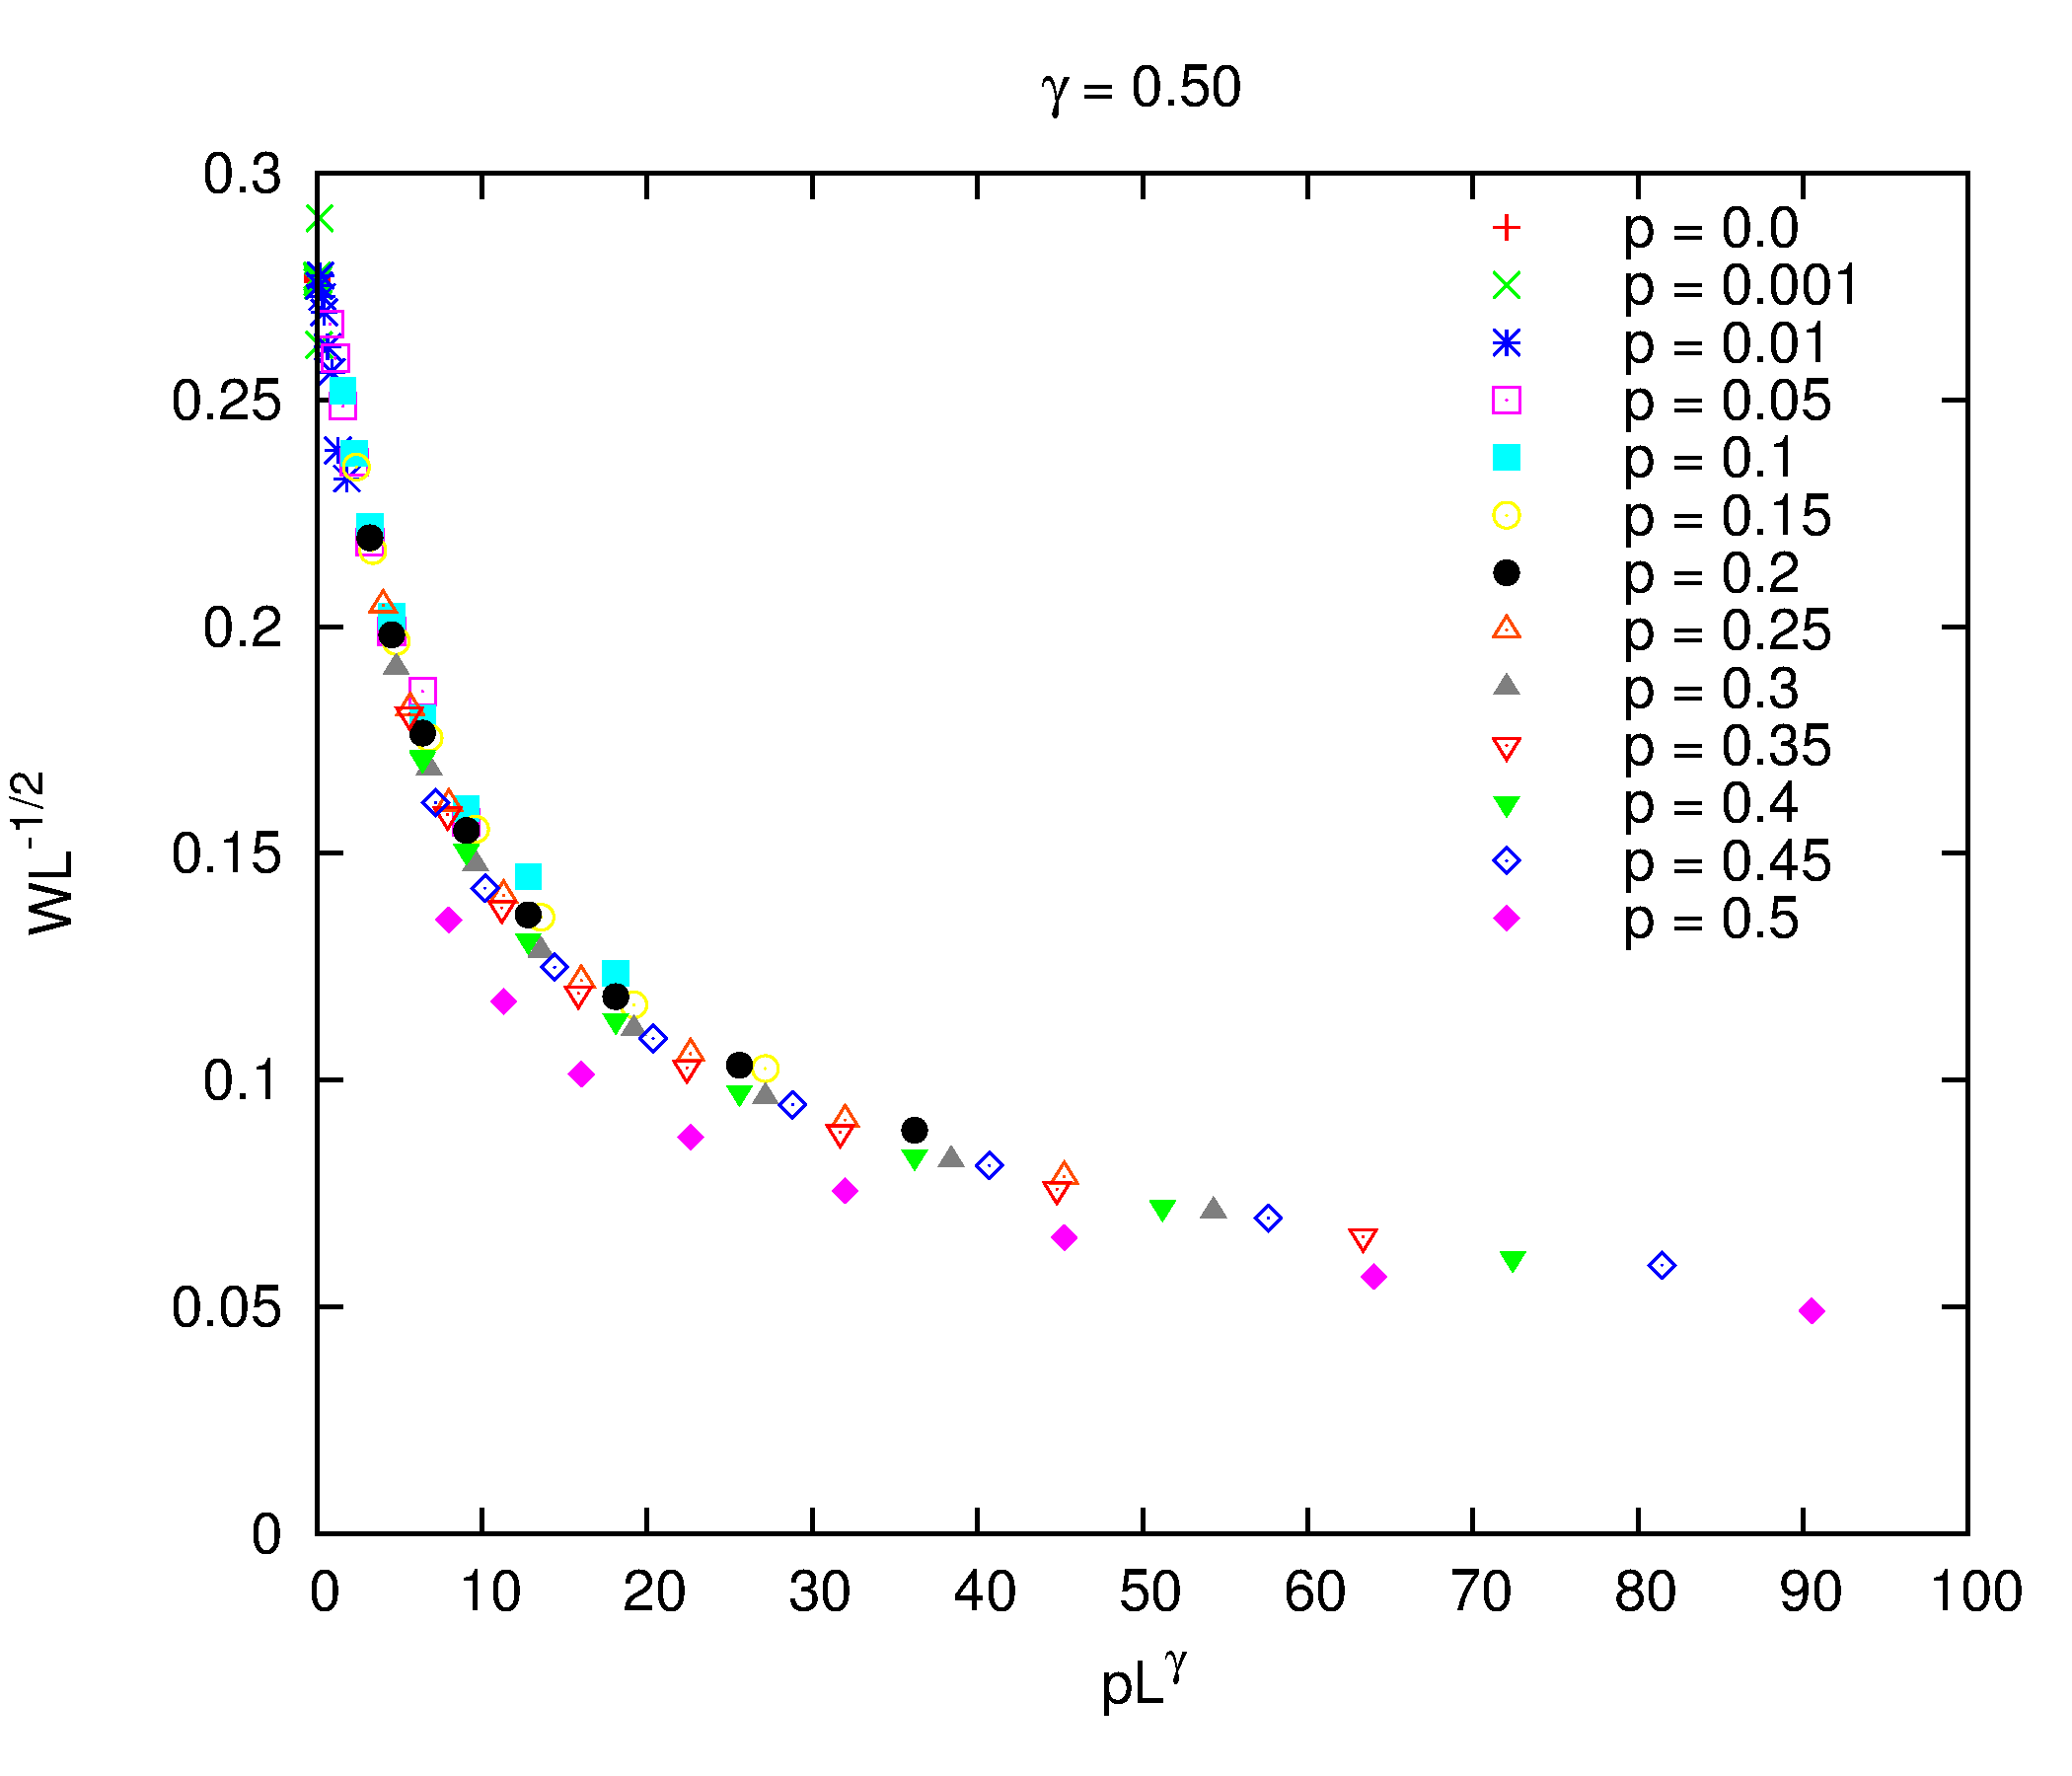 γ = 0.50
0.3
0.25
0.2
0.15
0.1
0.05
0
WL^-1/2
p = 0.0
p = 0.001
p = 0.01
p = 0.05
p = 0.1
p = 0.15
p = 0.2
p = 0.25
p = 0.3
p = 0.35
p = 0.4
p = 0.45
p = 0.5
0 10 20 30 40 50 60 70 80 90 100
pL^γ